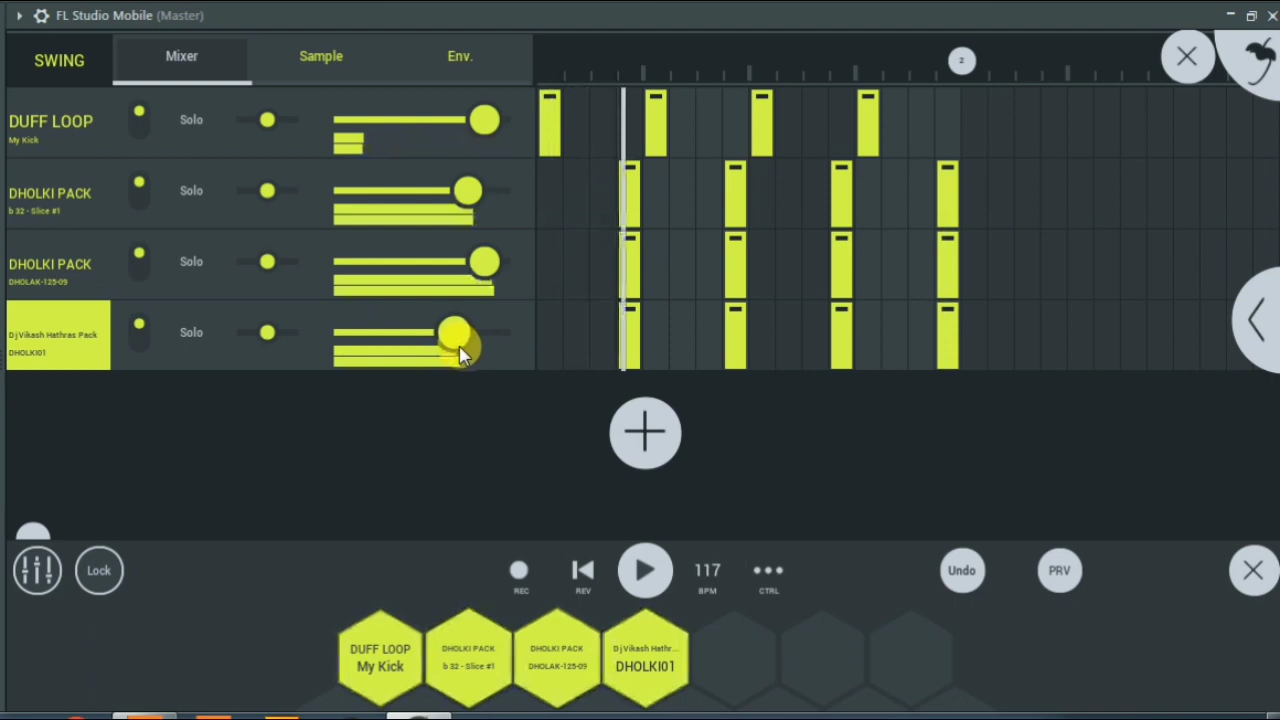 FL Studio Mobile (Master)
SWING
Mixer
Sample
Env.
2
DUFF LOOP
My Kick
Solo
DHOLKI PACK
b 32 - Slice #1
Solo
DHOLKI PACK
DHOLAK-125-09
Solo
Dj Vikash Hathras Pack
DHOLKI01
Solo
Lock
REC
REV
117
BPM
CTRL
Undo
PRV
DUFF LOOP
My Kick
DHOLKI PACK
b 32 - Slice #1
DHOLKI PACK
DHOLAK-125-09
Dj Vikash Hathr...
DHOLKI01